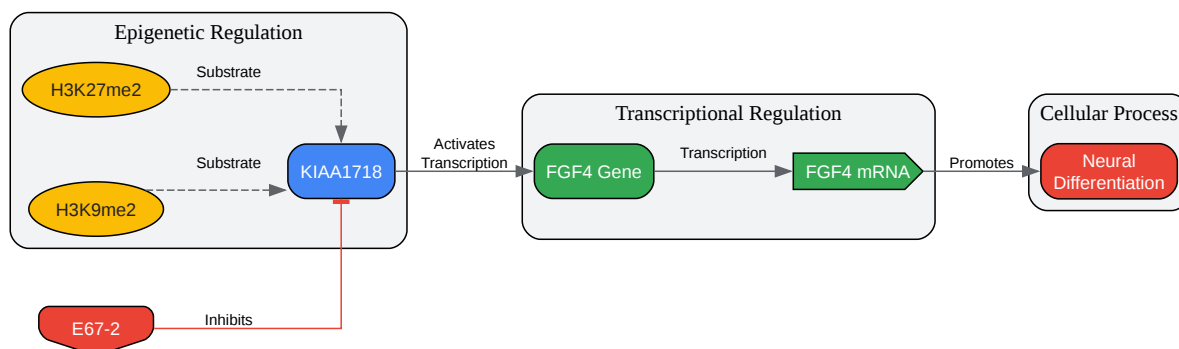 Epigenetic Regulation
H3K27me2
Substrate
Substrate
H3K9me2
KIAA1718
Activates
Transcription
Transcriptional Regulation
FGF4 Gene
Transcription
FGF4 mRNA
Promotes
Cellular Process
Neural
Differentiation
E67-2
Inhibits